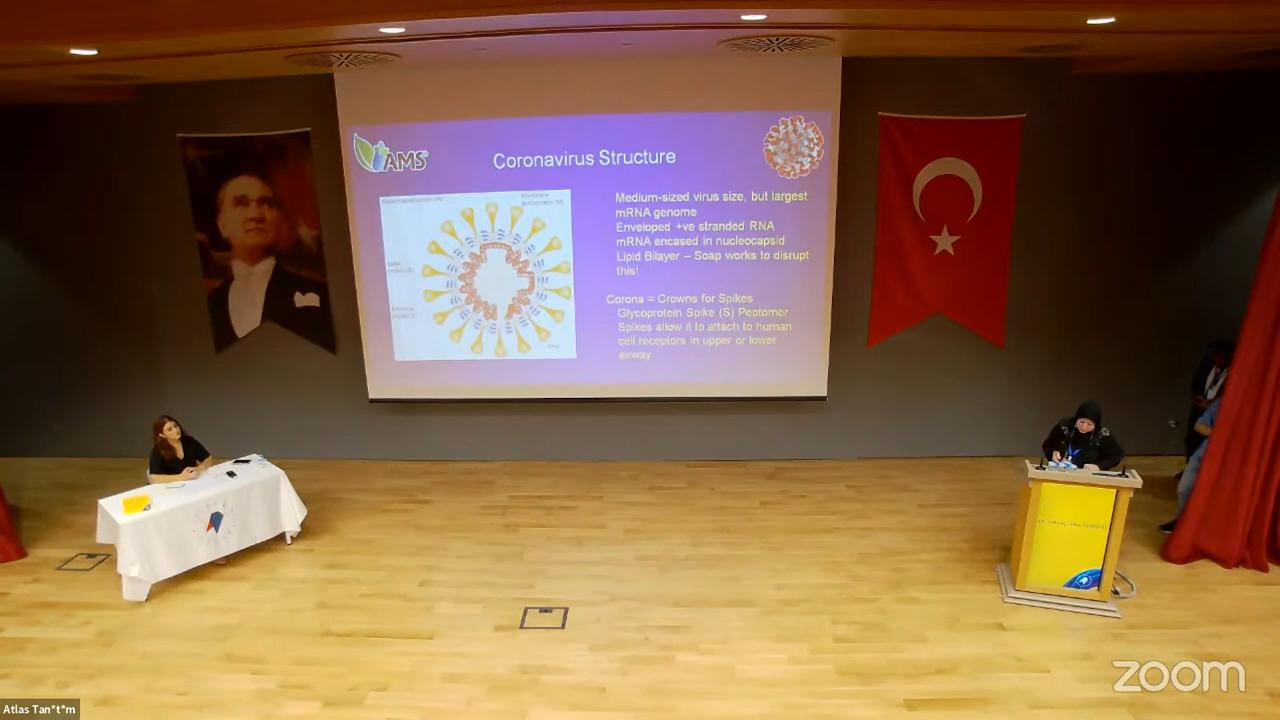 AMS
Coronavirus Structure
Medium-sized virus size, but largest
mRNA genome
Enveloped +ve stranded RNA
mRNA encased in nucleocapsid
Lipid Bilayer – Soap works to disrupt
this!
Corona = Crowns for Spikes
Glycoprotein Spike (S) Peptomer
Spikes allow it to attach to human
cell receptors in upper or lower
airway
zoom
Atlas Tan*t*m